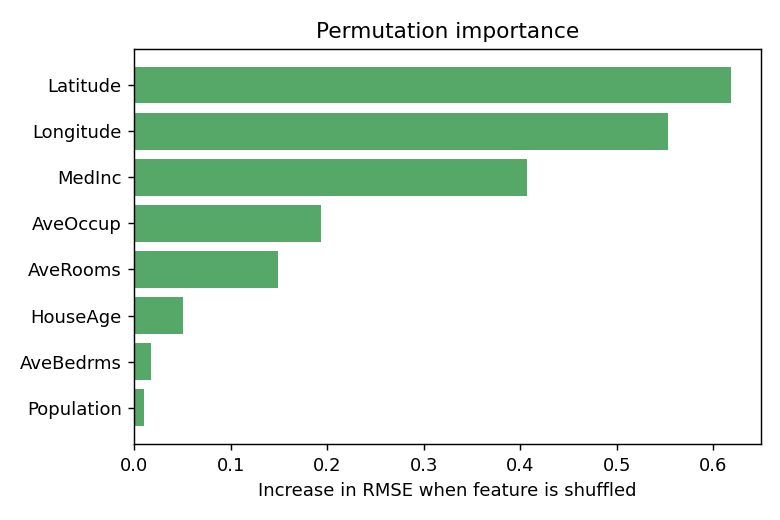 Permutation importance
Latitude
Longitude
MedInc
AveOccup
AveRooms
HouseAge
AveBedrms
Population
0.0 0.1 0.2 0.3 0.4 0.5 0.6
Increase in RMSE when feature is shuffled